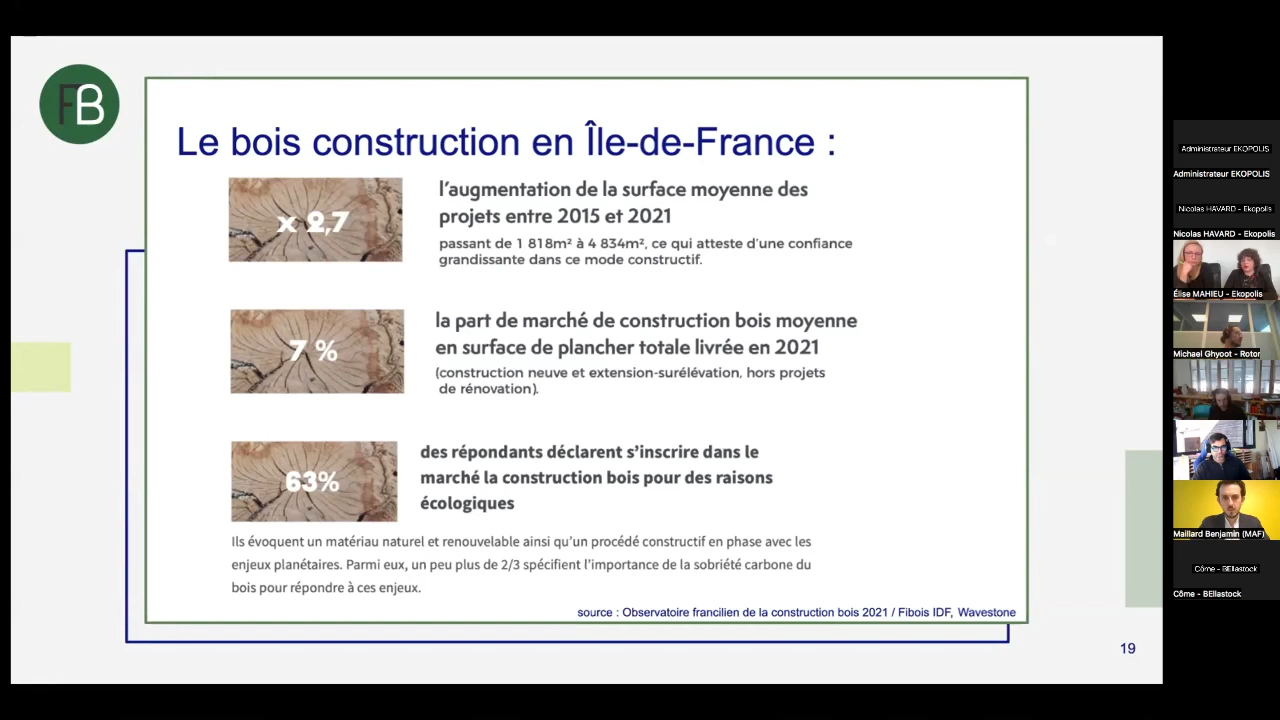 FB
Le bois construction en Île-de-France :
x 2,7
l'augmentation de la surface moyenne des
projets entre 2015 et 2021
passant de 1 818m² à 4 834m², ce qui atteste d'une confiance
grandissante dans ce mode constructif.
7 %
la part de marché de construction bois moyenne
en surface de plancher totale livrée en 2021
(construction neuve et extension-surélévation, hors projets
de rénovation).
63%
des répondants déclarent s'inscrire dans le
marché la construction bois pour des raisons
écologiques
Ils évoquent un matériau naturel et renouvelable ainsi qu'un procédé constructif en phase avec les
enjeux planétaires. Parmi eux, un peu plus de 2/3 spécifient l'importance de la sobriété carbone du
bois pour répondre à ces enjeux.
source : Observatoire francilien de la construction bois 2021 / Fibois IDF, Wavestone
19
Administrateur EKOPOLIS
Administrateur EKOPOLIS
Nicolas HAVARD - Ekopolis
Nicolas HAVARD - Ekopolis
Élise MAHIEU - Ekopolis
Michael Ghyoot - Rotor
Maillard Benjamin (MAF)
Côme - BEllastock
Côme - BEllastock